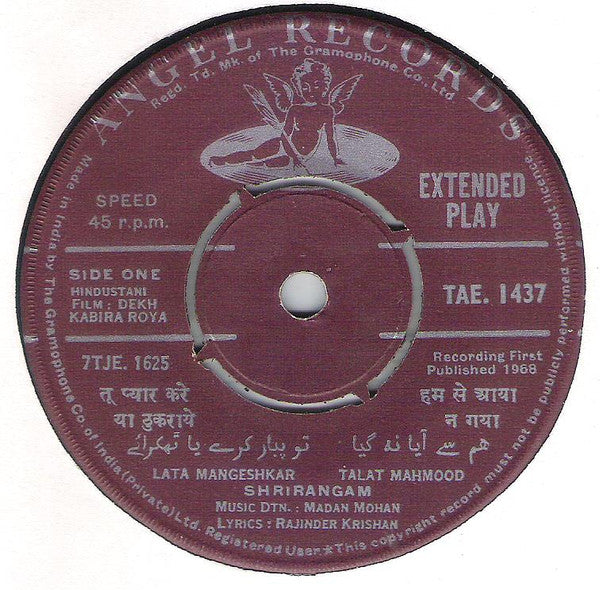 ANGEL RECORDS
Regd. Td. Mk. of The Gramophone Co. Ltd
SPEED
45 r.p.m.
EXTENDED
PLAY
SIDE ONE
HINDUSTANI
FILM : DEKH
KABIRA ROYA
TAE. 1437
7TJE. 1625
Recording First
Published 1968
तू प्यार करे
या ठुकराये
हम से आया
न गया
تو پیار کرے یا ٹھکرائے
ہم سے آیا نہ گیا
LATA MANGESHKAR
TALAT MAHMOOD
SHRIRANGAM
MUSIC DTN. : MADAN MOHAN
LYRICS : RAJINDER KRISHAN
Made in India by The Gramophone Co. of India (Private) Ltd. Registered User ★ This copyright record must not be publicly performed without licence